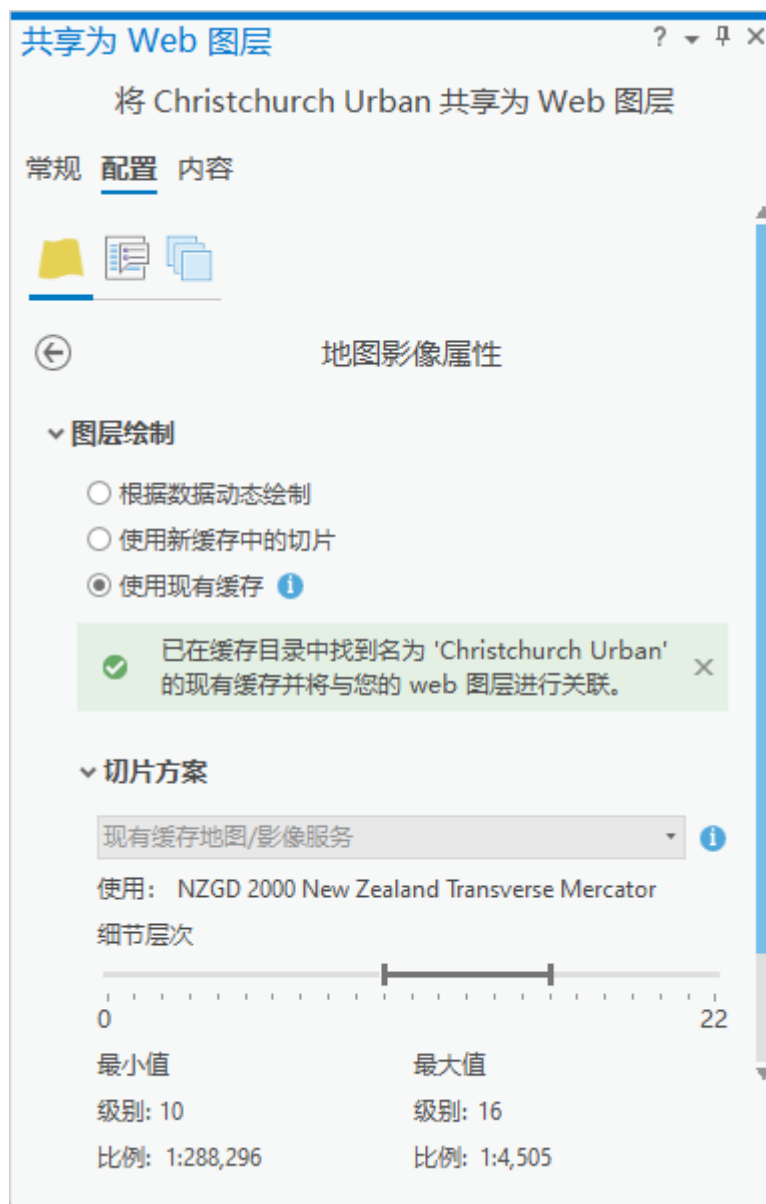 共享为 Web 图层
将 Christchurch Urban 共享为 Web 图层
常规 配置 内容
地图影像属性
图层绘制
根据数据动态绘制
使用新缓存中的切片
使用现有缓存
已在缓存目录中找到名为 'Christchurch Urban'
的现有缓存并将与您的 web 图层进行关联。
切片方案
现有缓存地图/影像服务
使用: NZGD 2000 New Zealand Transverse Mercator
细节层次
0 22
最小值 最大值
级别: 10 级别: 16
比例: 1:288,296 比例: 1:4,505